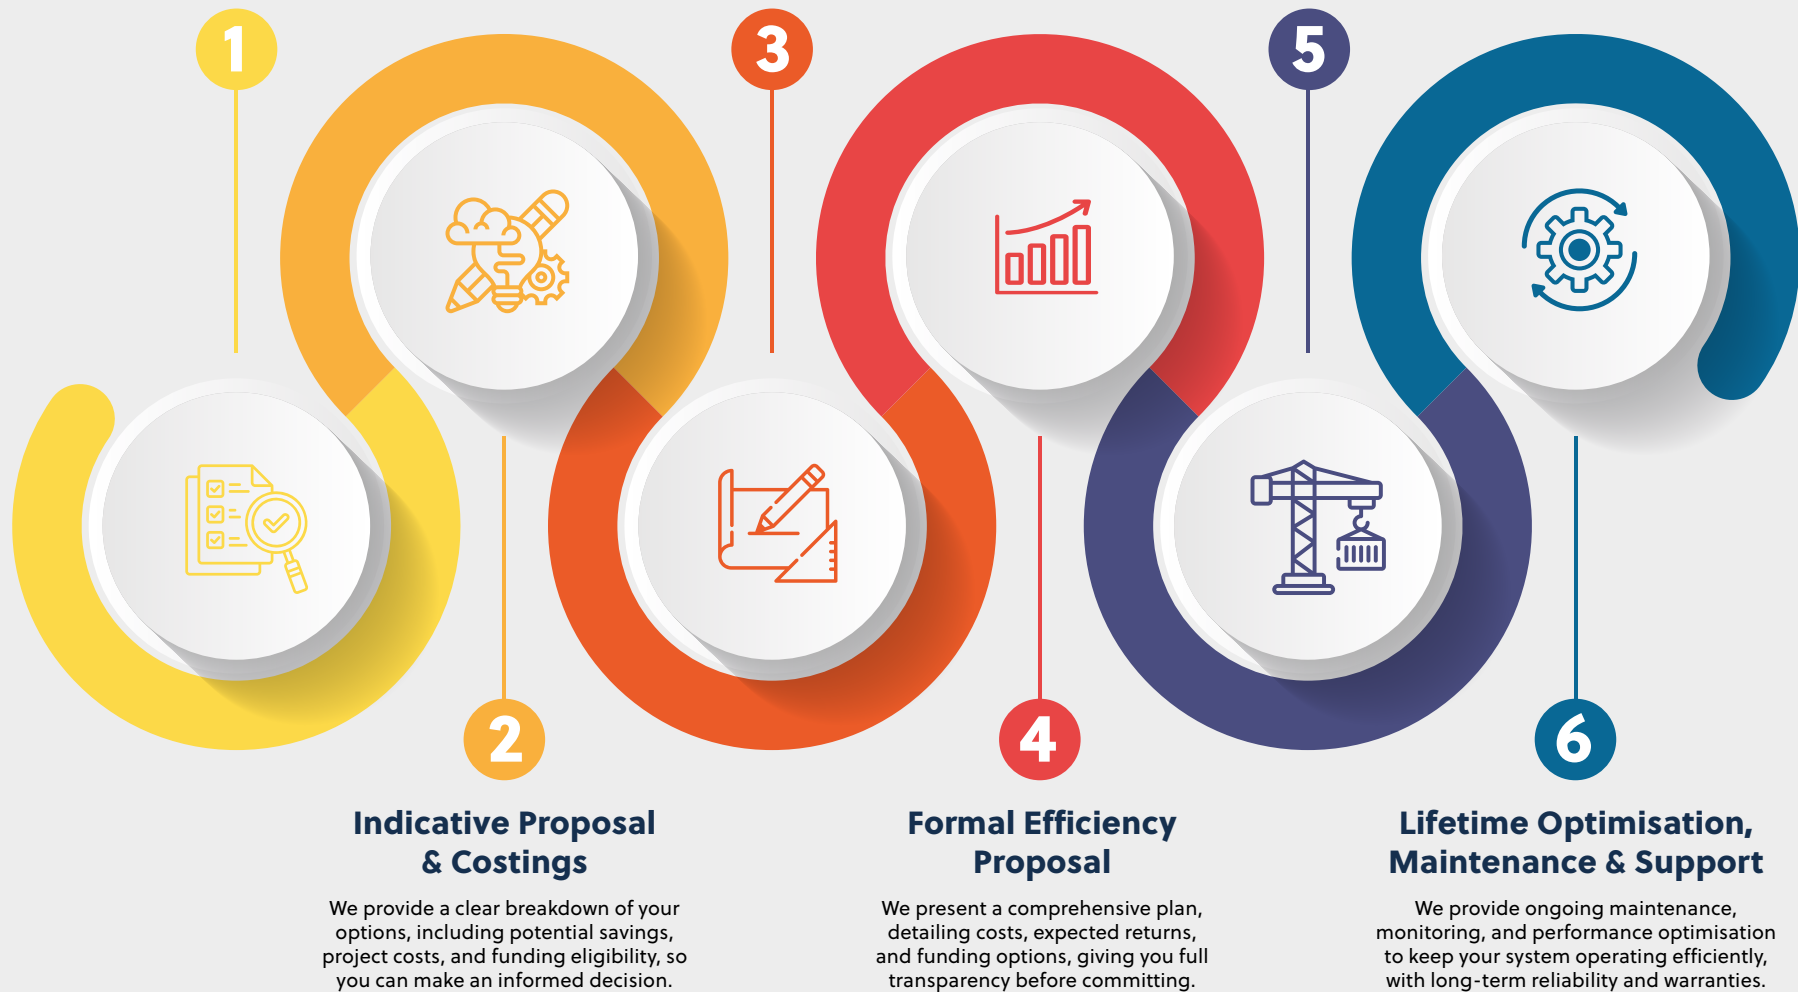 1
3
5
2
4
6
Indicative Proposal
& Costings
We provide a clear breakdown of your
options, including potential savings,
project costs, and funding eligibility, so
you can make an informed decision.
Formal Efficiency
Proposal
We present a comprehensive plan,
detailing costs, expected returns,
and funding options, giving you full
transparency before committing.
Lifetime Optimisation,
Maintenance & Support
We provide ongoing maintenance,
monitoring, and performance optimisation
to keep your system operating efficiently,
with long-term reliability and warranties.